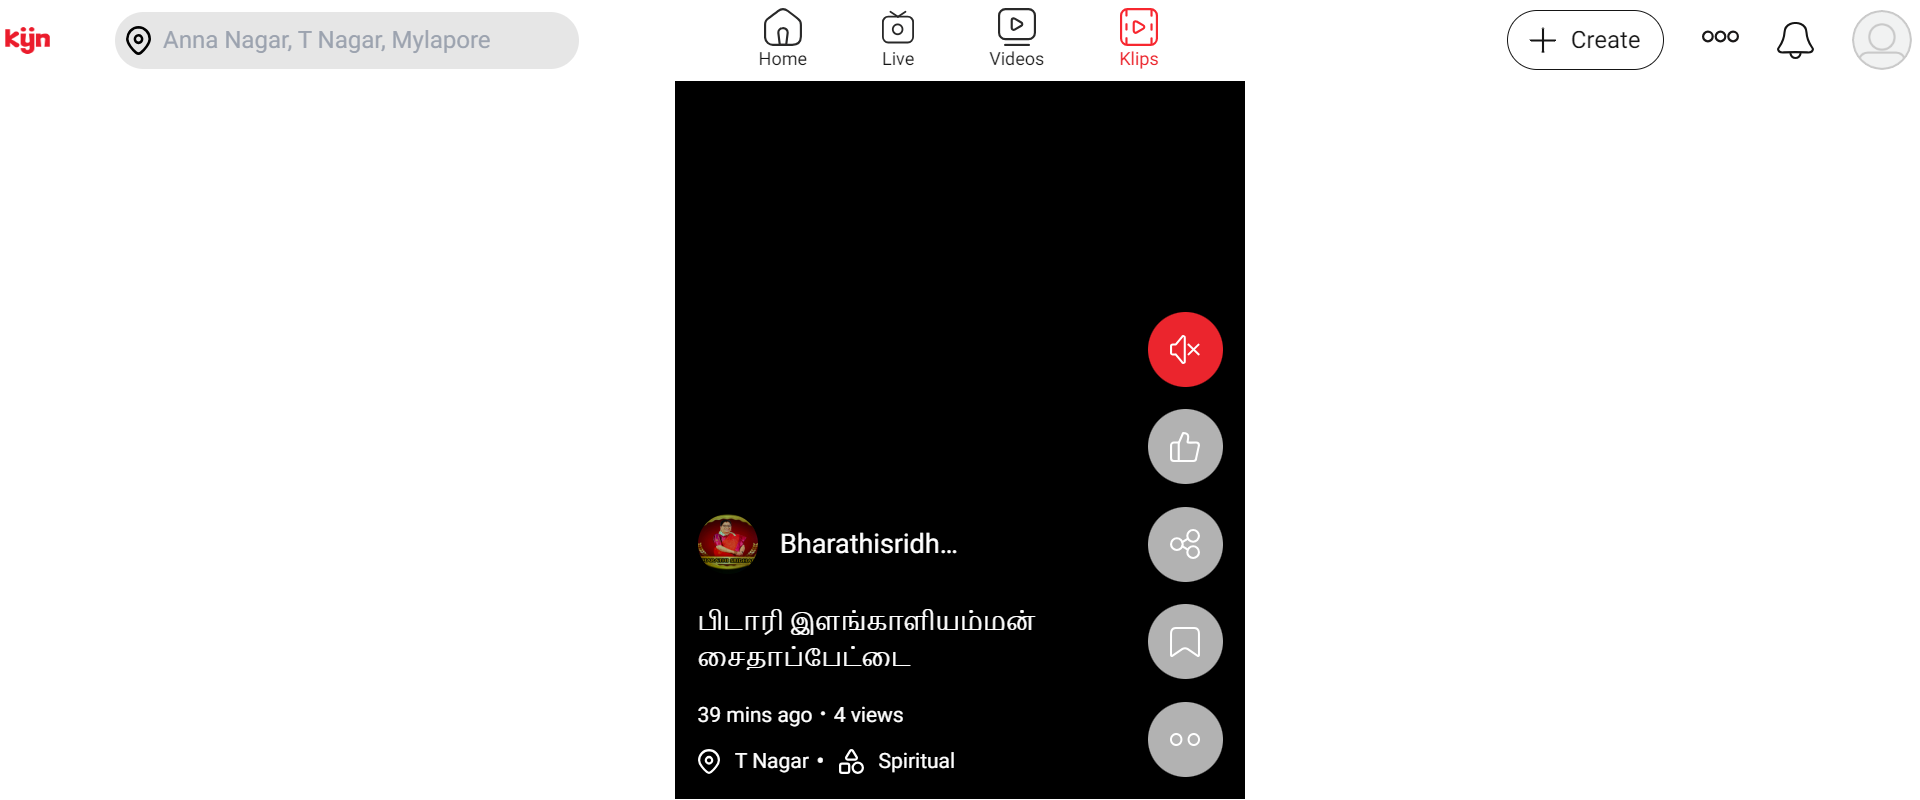 kijn
Anna Nagar, T Nagar, Mylapore
Home
Live
Videos
Klips
Create
Bharathisridh...
பிடாரி இளங்காளியம்மன்
சைதாப்பேட்டை
39 mins ago • 4 views
T Nagar •
Spiritual